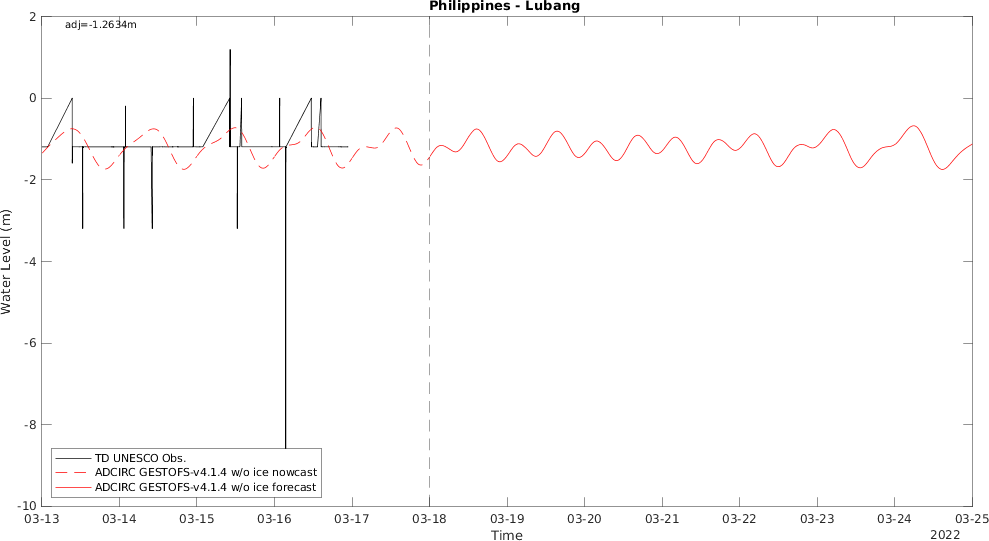 Philippines - Lubang
adj=-1.2634m
2
0
-2
-4
-6
-8
-10
Water Level (m)
TD UNESCO Obs.
ADCIRC GESTOFS-v4.1.4 w/o ice nowcast
ADCIRC GESTOFS-v4.1.4 w/o ice forecast
03-13 03-14 03-15 03-16 03-17 03-18 03-19 03-20 03-21 03-22 03-23 03-24 03-25
Time
2022